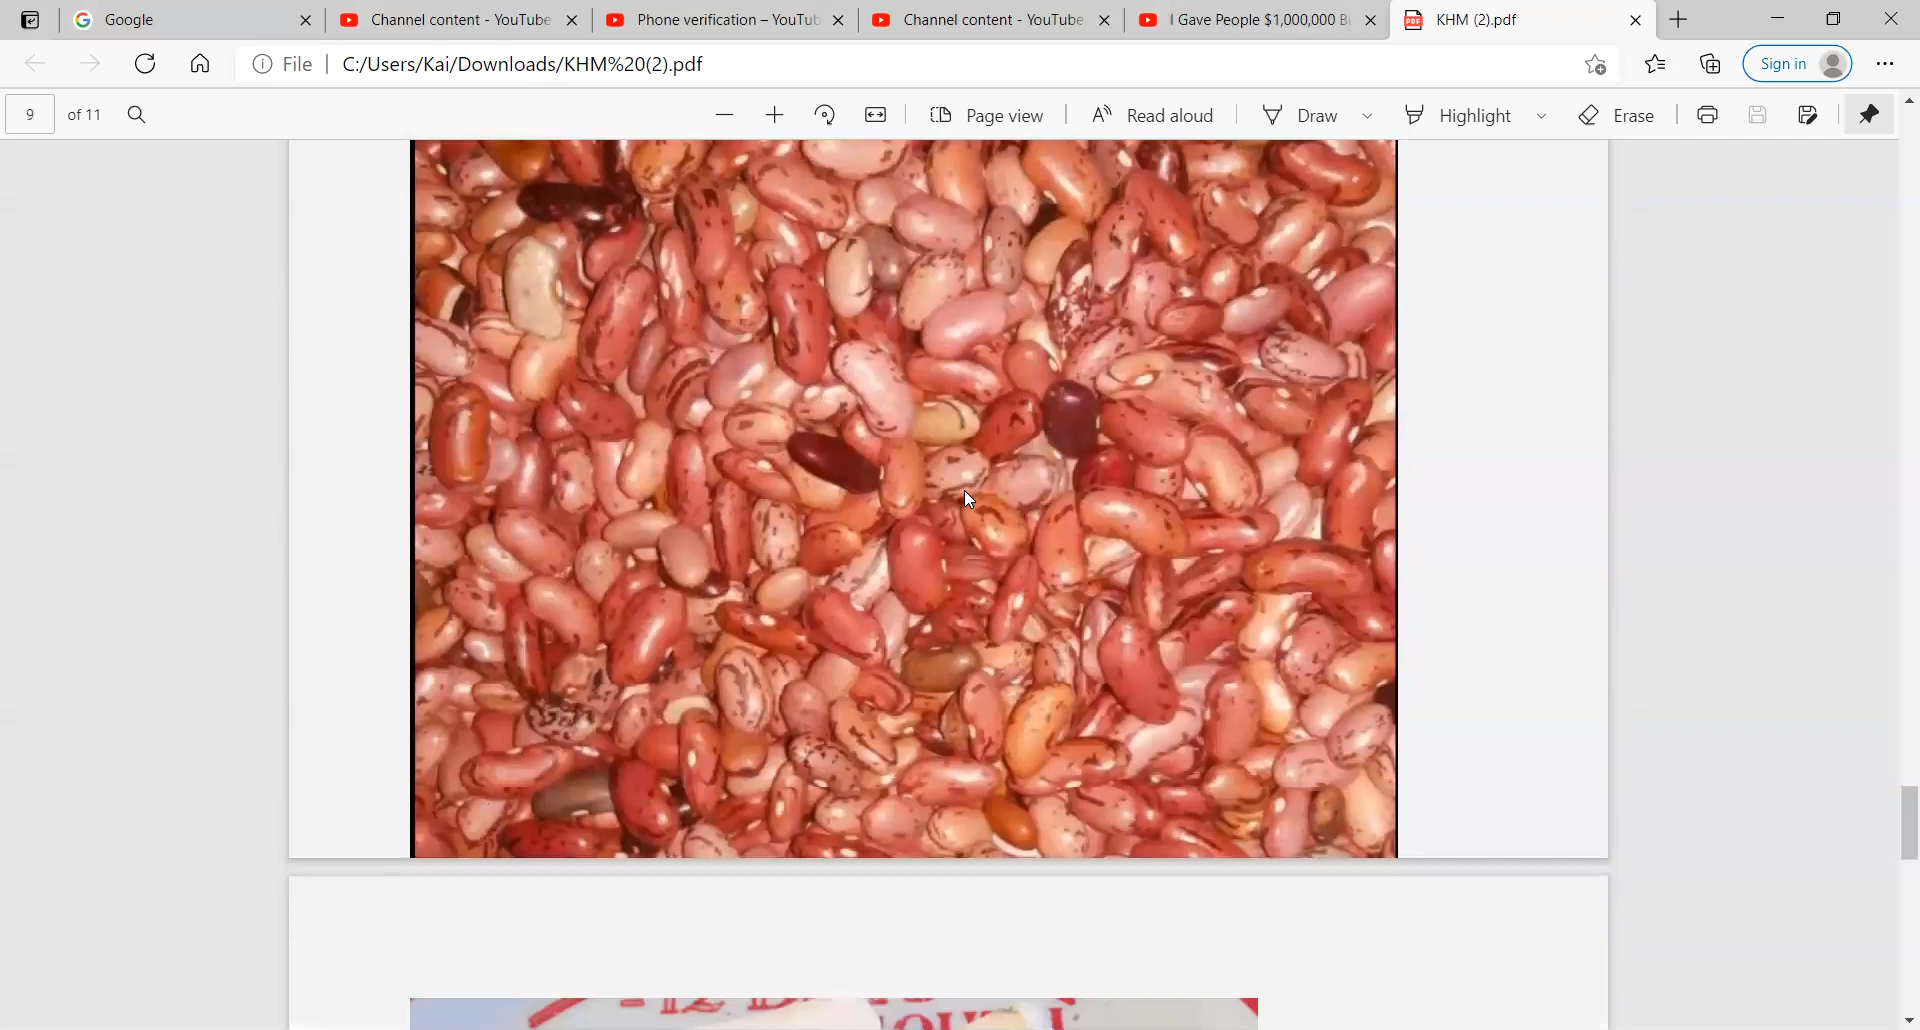 Google
Channel content - YouTube
Phone verification – YouTub
Channel content - YouTube
I Gave People $1,000,000 B
KHM (2).pdf
File
C:/Users/Kai/Downloads/KHM%20(2).pdf
Sign in
9
of 11
Page view
Read aloud
Draw
Highlight
Erase